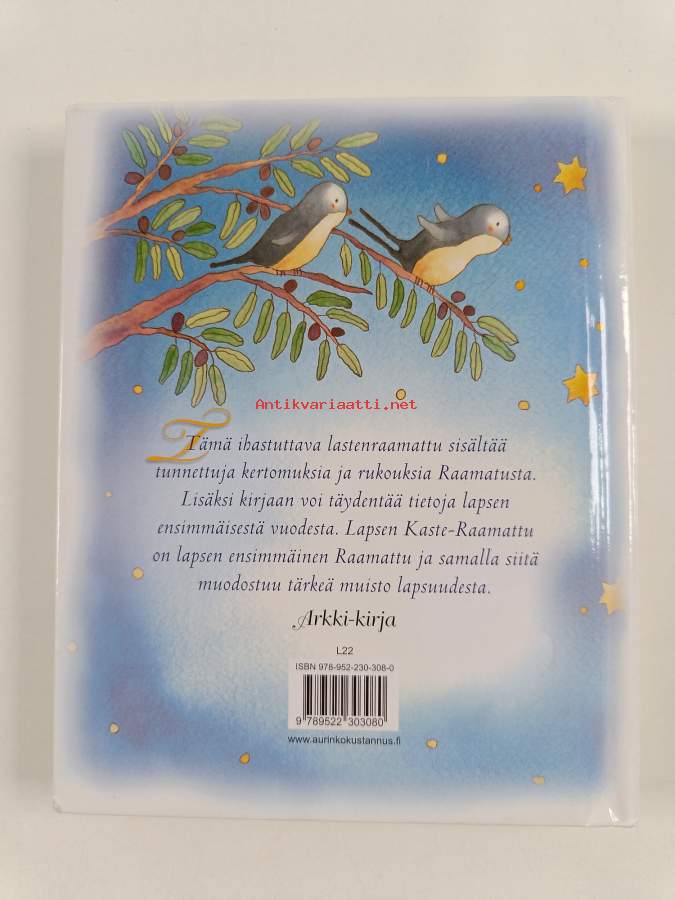 Antikvariaatti.net
Tämä ihastuttava lastenraamattu sisältää
tunnettuja kertomuksia ja rukouksia Raamatusta.
Lisäksi kirjaan voi täydentää tietoja lapsen
ensimmäisestä vuodesta. Lapsen Kaste-Raamattu
on lapsen ensimmäinen Raamattu ja samalla siitä
muodostuu tärkeä muisto lapsuudesta.
Arkki-kirja
L22
ISBN 978-952-230-308-0
9 789522 303080
www.aurinkokustannus.fi